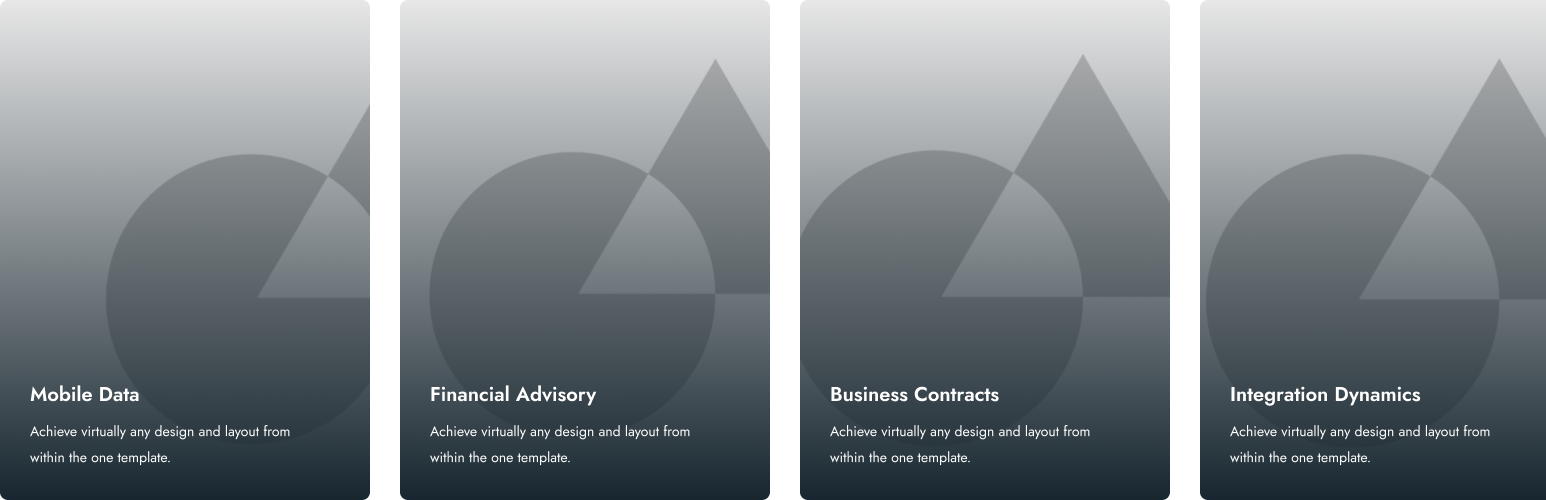 Mobile Data
Achieve virtually any design and layout from
within the one template.
Financial Advisory
Achieve virtually any design and layout from
within the one template.
Business Contracts
Achieve virtually any design and layout from
within the one template.
Integration Dynamics
Achieve virtually any design and layout from
within the one template.